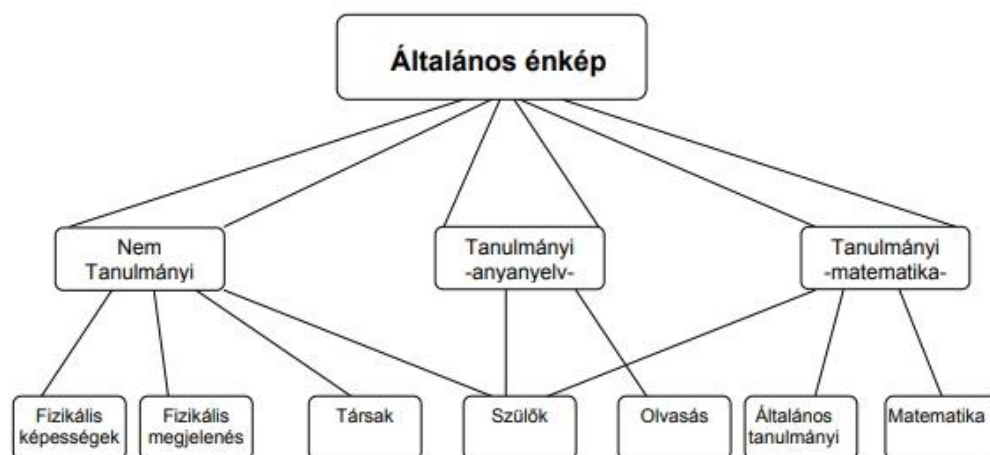 Általános énkép
Nem
Tanulmányi
Tanulmányi
-anyanyelv-
Tanulmányi
-matematika-
Fizikális
képességek
Fizikális
megjelenés
Társak
Szülők
Olvasás
Általános
tanulmányi
Matematika